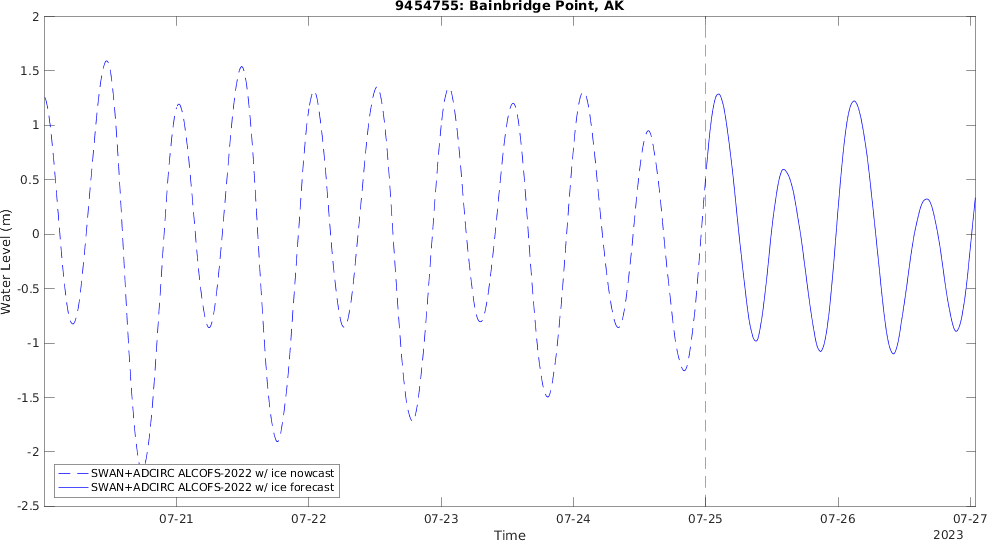 9454755: Bainbridge Point, AK
2
1.5
1
0.5
0
-0.5
-1
-1.5
-2
-2.5
Water Level (m)
SWAN+ADCIRC ALCOFS-2022 w/ ice nowcast
SWAN+ADCIRC ALCOFS-2022 w/ ice forecast
07-21 07-22 07-23 07-24 07-25 07-26 07-27
Time
2023